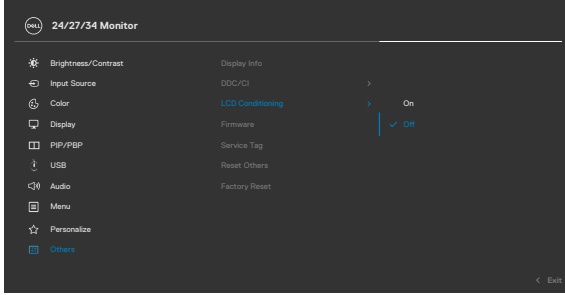 DELL 24/27/34 Monitor
Brightness/Contrast Display Info
Input Source DDC/CI
Color LCD Conditioning On
Display Firmware Off
PIP/PBP Service Tag
USB Reset Others
Audio Factory Reset
Menu
Personalize
Others
Exit